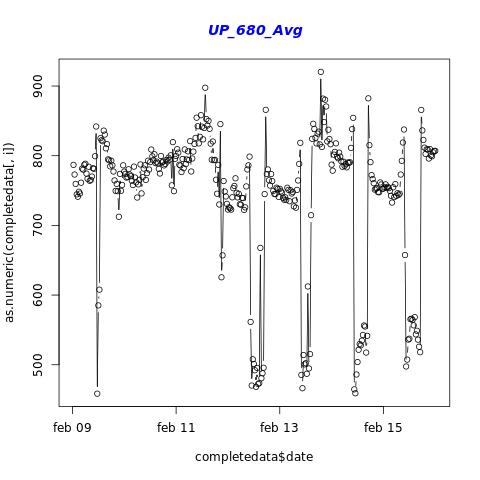 UP_680_Avg
900
800
700
600
500
as.numeric(completedata[, i])
feb 09
feb 11
feb 13
feb 15
completedata$date